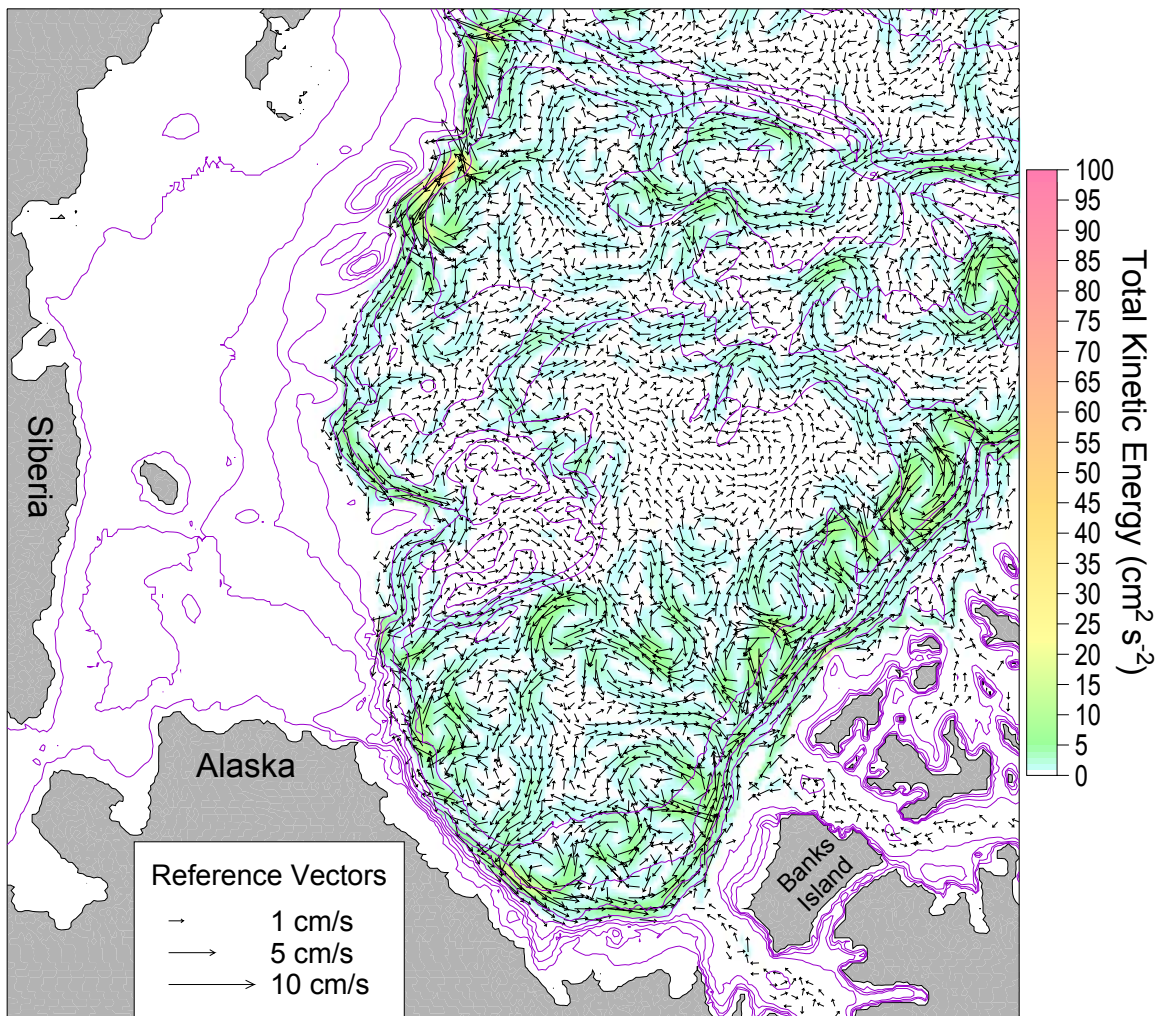 Siberia
Alaska
Banks
Island
Reference Vectors
1 cm/s
5 cm/s
10 cm/s
100
95
90
85
80
75
70
65
60
55
50
45
40
35
30
25
20
15
10
5
0
Total Kinetic Energy (cm² s⁻²)